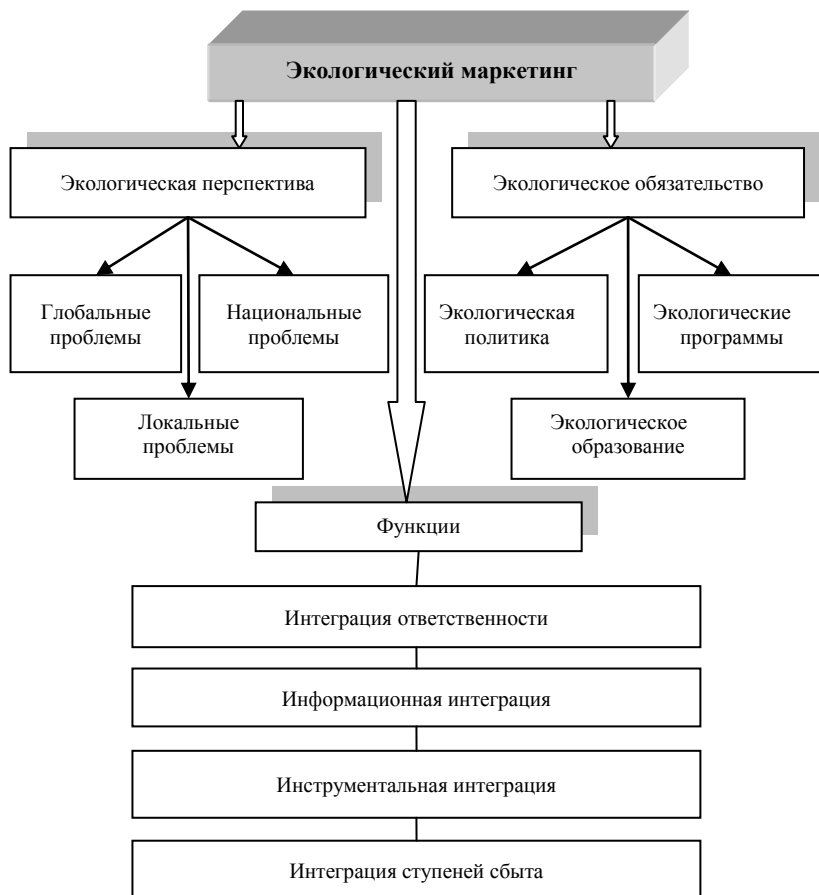 Экологический маркетинг
Экологическая перспектива
Экологическое обязательство
Глобальные
проблемы
Национальные
проблемы
Экологическая
политика
Экологические
программы
Локальные
проблемы
Экологическое
образование
Функции
Интеграция ответственности
Информационная интеграция
Инструментальная интеграция
Интеграция ступеней сбыта